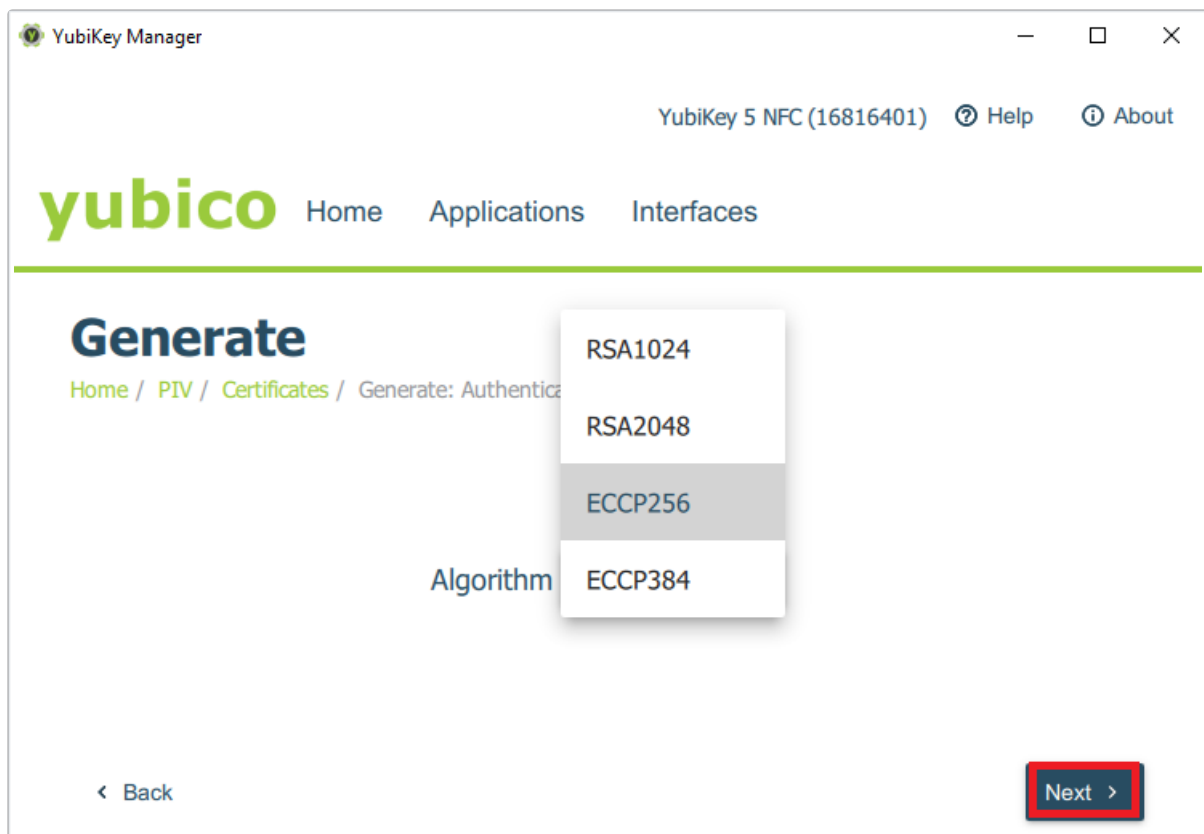 YubiKey Manager
YubiKey 5 NFC (16816401) Help About
yubico Home Applications Interfaces
Generate
Home / PIV / Certificates / Generate: Authentica
RSA1024
RSA2048
ECCP256
Algorithm ECCP384
Back Next